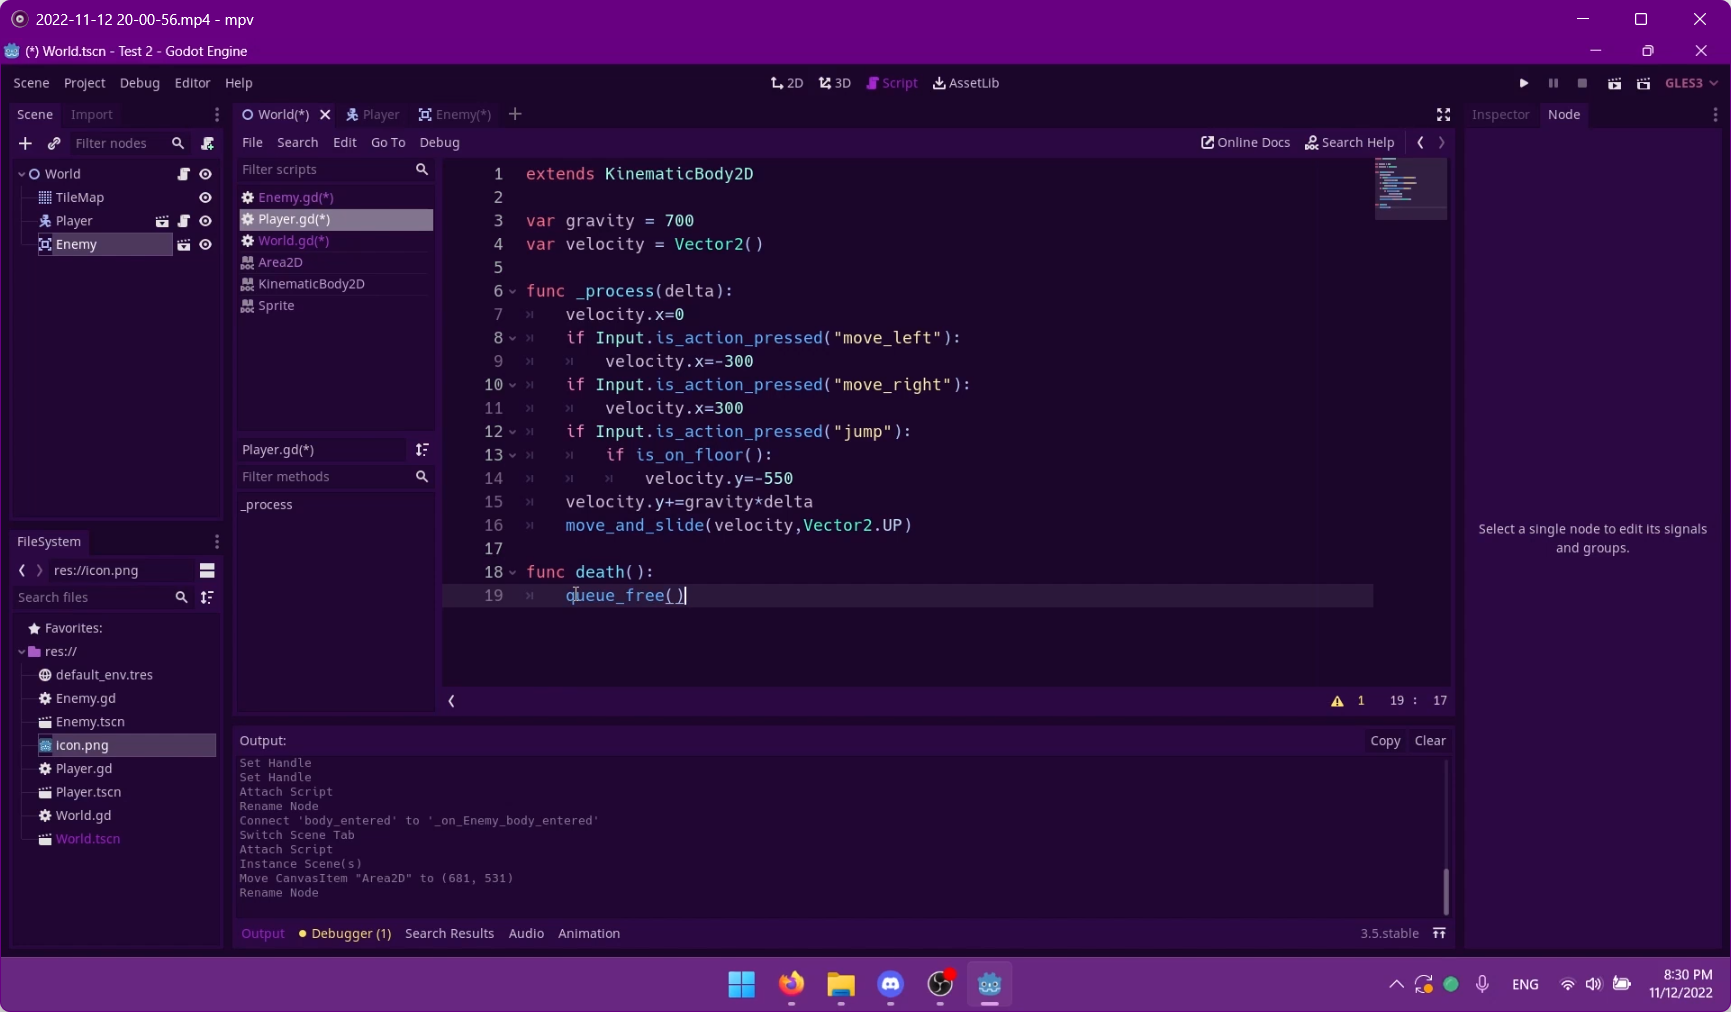 2022-11-12 20-00-56.mp4 - mpv
(*) World.tscn - Test 2 - Godot Engine
Scene Project Debug Editor Help
2D 3D Script AssetLib
GLES3
Scene Import
World(*) Player Enemy(*)
Inspector Node
Filter nodes
File Search Edit Go To Debug
Online Docs Search Help
World
TileMap
Player
Enemy
Filter scripts
Enemy.gd(*)
Player.gd(*)
World.gd(*)
Area2D
KinematicBody2D
Sprite
Player.gd(*)
Filter methods
_process
1 extends KinematicBody2D
2
3 var gravity = 700
4 var velocity = Vector2()
5
6 func _process(delta):
7 velocity.x=0
8 if Input.is_action_pressed("move_left"):
9 velocity.x=-300
10 if Input.is_action_pressed("move_right"):
11 velocity.x=300
12 if Input.is_action_pressed("jump"):
13 if is_on_floor():
14 velocity.y=-550
15 velocity.y+=gravity*delta
16 move_and_slide(velocity,Vector2.UP)
17
18 func death():
19 queue_free()
1 19 : 17
Select a single node to edit its signals
and groups.
FileSystem
res://icon.png
Search files
Favorites:
res://
default_env.tres
Enemy.gd
Enemy.tscn
icon.png
Player.gd
Player.tscn
World.gd
World.tscn
Output:
Copy Clear
Set Handle
Set Handle
Attach Script
Rename Node
Connect 'body_entered' to '_on_Enemy_body_entered'
Switch Scene Tab
Attach Script
Instance Scene(s)
Move CanvasItem "Area2D" to (681, 531)
Rename Node
Output Debugger (1) Search Results Audio Animation
3.5.stable
ENG
8:30 PM
11/12/2022